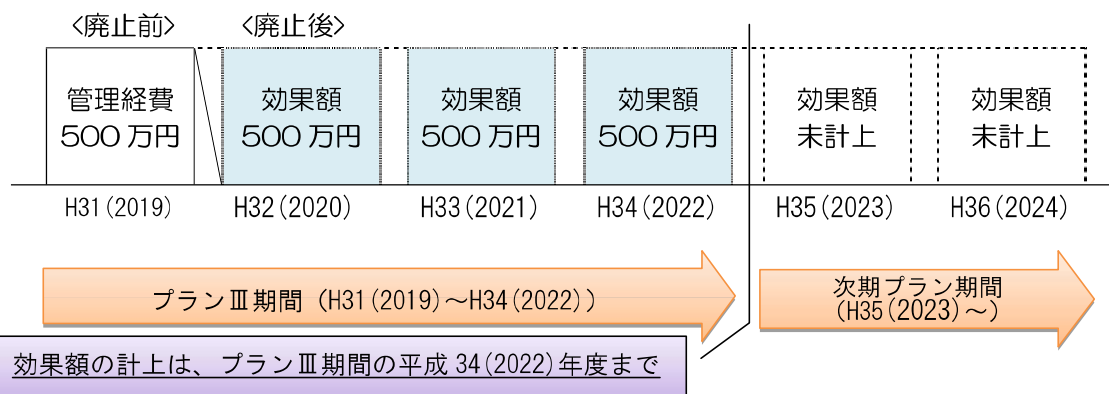 <廃止前>
<廃止後>
管理経費
500 万円
効果額
500 万円
効果額
500 万円
効果額
500 万円
効果額
未計上
効果額
未計上
H31(2019)
H32(2020)
H33(2021)
H34(2022)
H35(2023)
H36(2024)
プランⅢ期間（H31(2019)～H34(2022)）
次期プラン期間
（H35(2023)～）
効果額の計上は、プランⅢ期間の平成 34(2022)年度まで